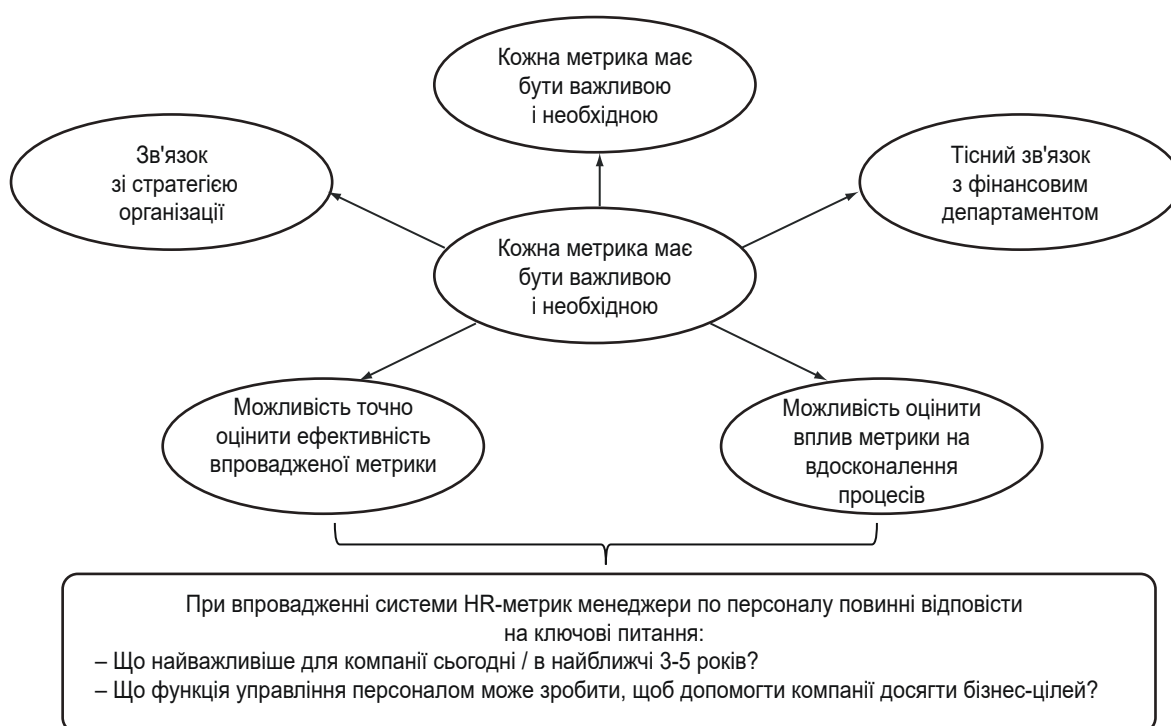 Кожна метрика має
бути важливою
і необхідною
Зв'язок
зі стратегією
організації
Тісний зв'язок
з фінансовим
департаментом
Кожна метрика має
бути важливою
і необхідною
Можливість точно
оцінити ефективність
впровадженої метрики
Можливість оцінити
вплив метрики на
вдосконалення
процесів
При впровадженні системи HR-метрик менеджери по персоналу повинні відповісти
на ключові питання:
– Що найважливіше для компанії сьогодні / в найближчі 3-5 років?
– Що функція управління персоналом може зробити, щоб допомогти компанії досягти бізнес-цілей?